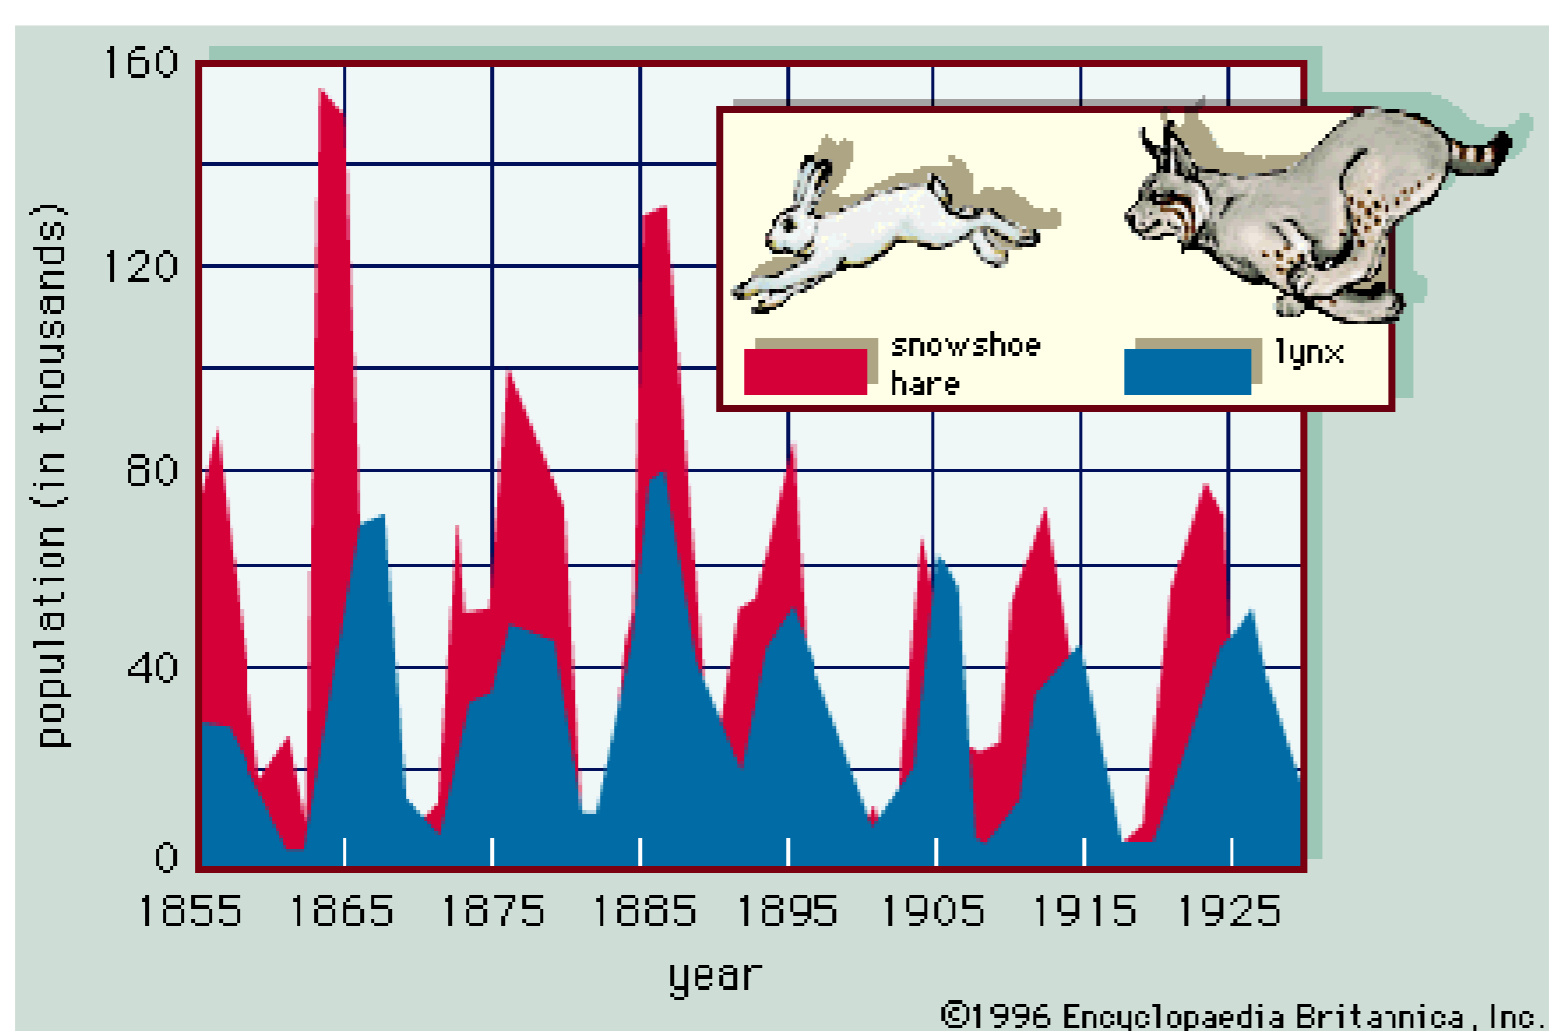 160
120
80
40
0
population (in thousands)
snowshoe
hare
lynx
1855 1865 1875 1885 1895 1905 1915 1925
year
©1996 Encyclopaedia Britannica, Inc.